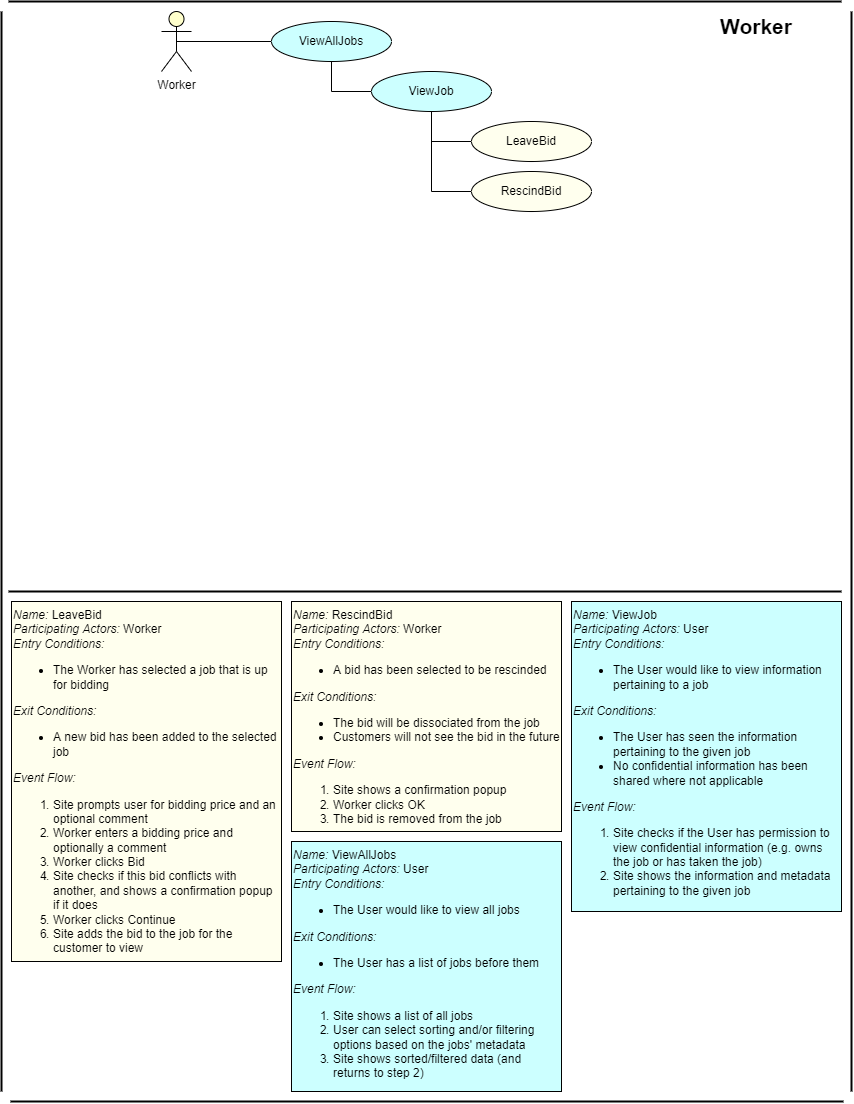 Worker
ViewAllJobs
Worker
ViewJob
LeaveBid
RescindBid
Name: LeaveBid
Participating Actors: Worker
Entry Conditions:
• The Worker has selected a job that is up
for bidding
Exit Conditions:
• A new bid has been added to the selected
job
Event Flow:
1. Site prompts user for bidding price and an
optional comment
2. Worker enters a bidding price and
optionally a comment
3. Worker clicks Bid
4. Site checks if this bid conflicts with
another, and shows a confirmation popup
if it does
5. Worker clicks Continue
6. Site adds the bid to the job for the
customer to view
Name: RescindBid
Participating Actors: Worker
Entry Conditions:
• A bid has been selected to be rescinded
Exit Conditions:
• The bid will be dissociated from the job
• Customers will not see the bid in the future
Event Flow:
1. Site shows a confirmation popup
2. Worker clicks OK
3. The bid is removed from the job
Name: ViewAllJobs
Participating Actors: User
Entry Conditions:
• The User would like to view all jobs
Exit Conditions:
• The User has a list of jobs before them
Event Flow:
1. Site shows a list of all jobs
2. User can select sorting and/or filtering
options based on the jobs' metadata
3. Site shows sorted/filtered data (and
returns to step 2)
Name: ViewJob
Participating Actors: User
Entry Conditions:
• The User would like to view information
pertaining to a job
Exit Conditions:
• The User has seen the information
pertaining to the given job
• No confidential information has been
shared where not applicable
Event Flow:
1. Site checks if the User has permission to
view confidential information (e.g. owns
the job or has taken the job)
2. Site shows the information and metadata
pertaining to the given job